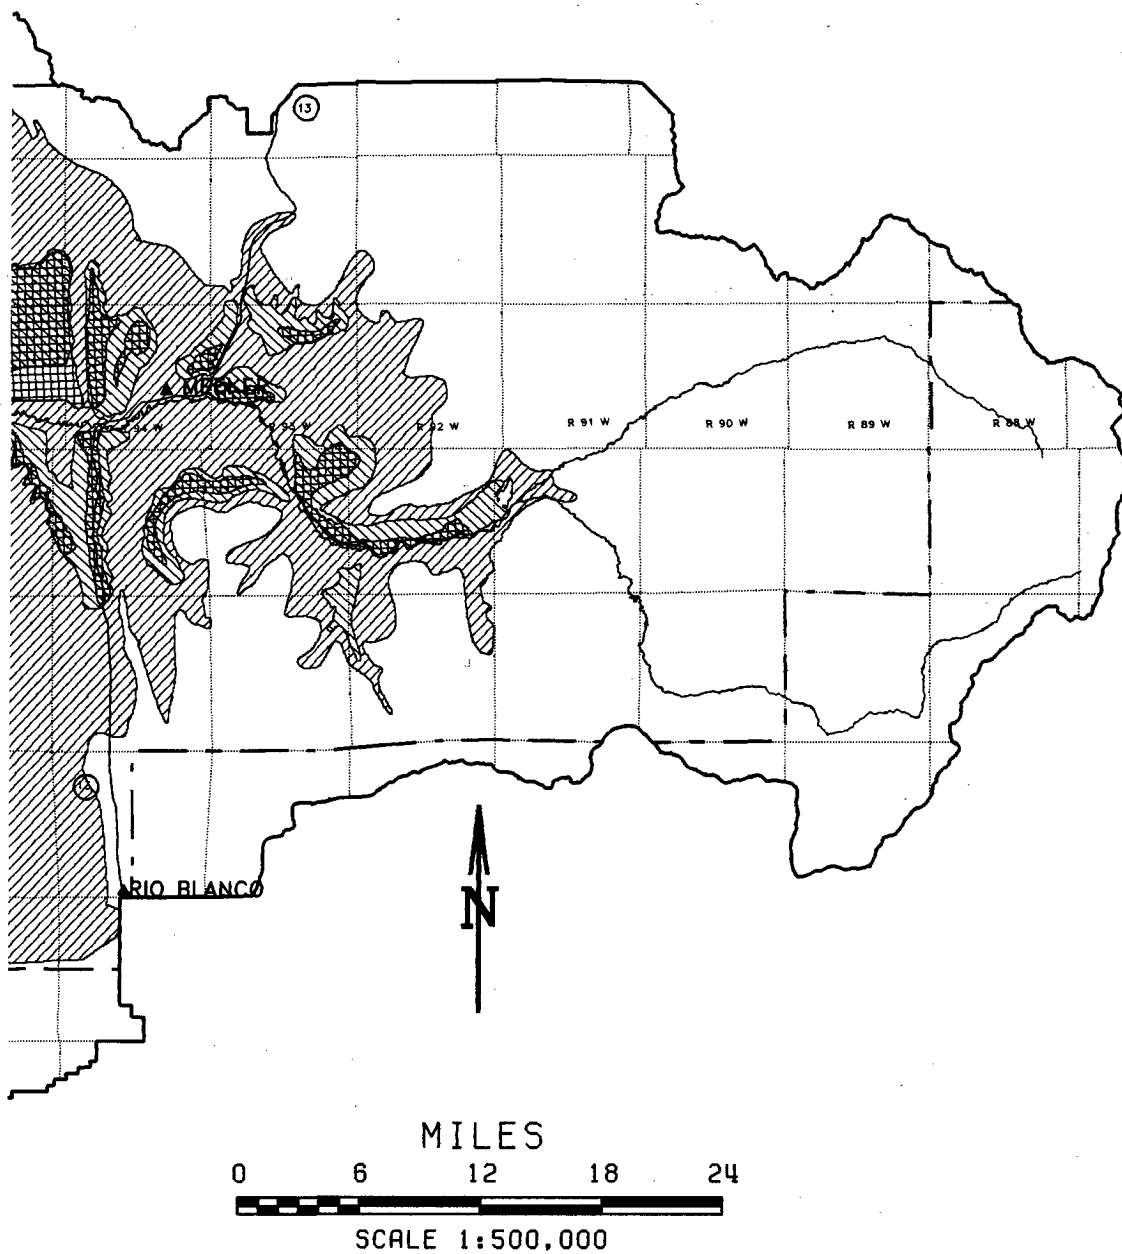 13
MEEKER
R 94 W
R 93 W
R 92 W
R 91 W
R 90 W
R 89 W
R 88 W
13
RIO BLANCO
N
MILES
0 6 12 18 24
SCALE 1:500,000